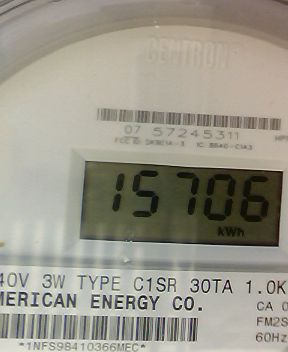 CENTRON
07 57245311
15706
kWh
40V 3W TYPE C1SR 30TA 1.0K
MERICAN ENERGY CO.
CA 0
FM2S
60Hz
*1NFS98410366MEC*